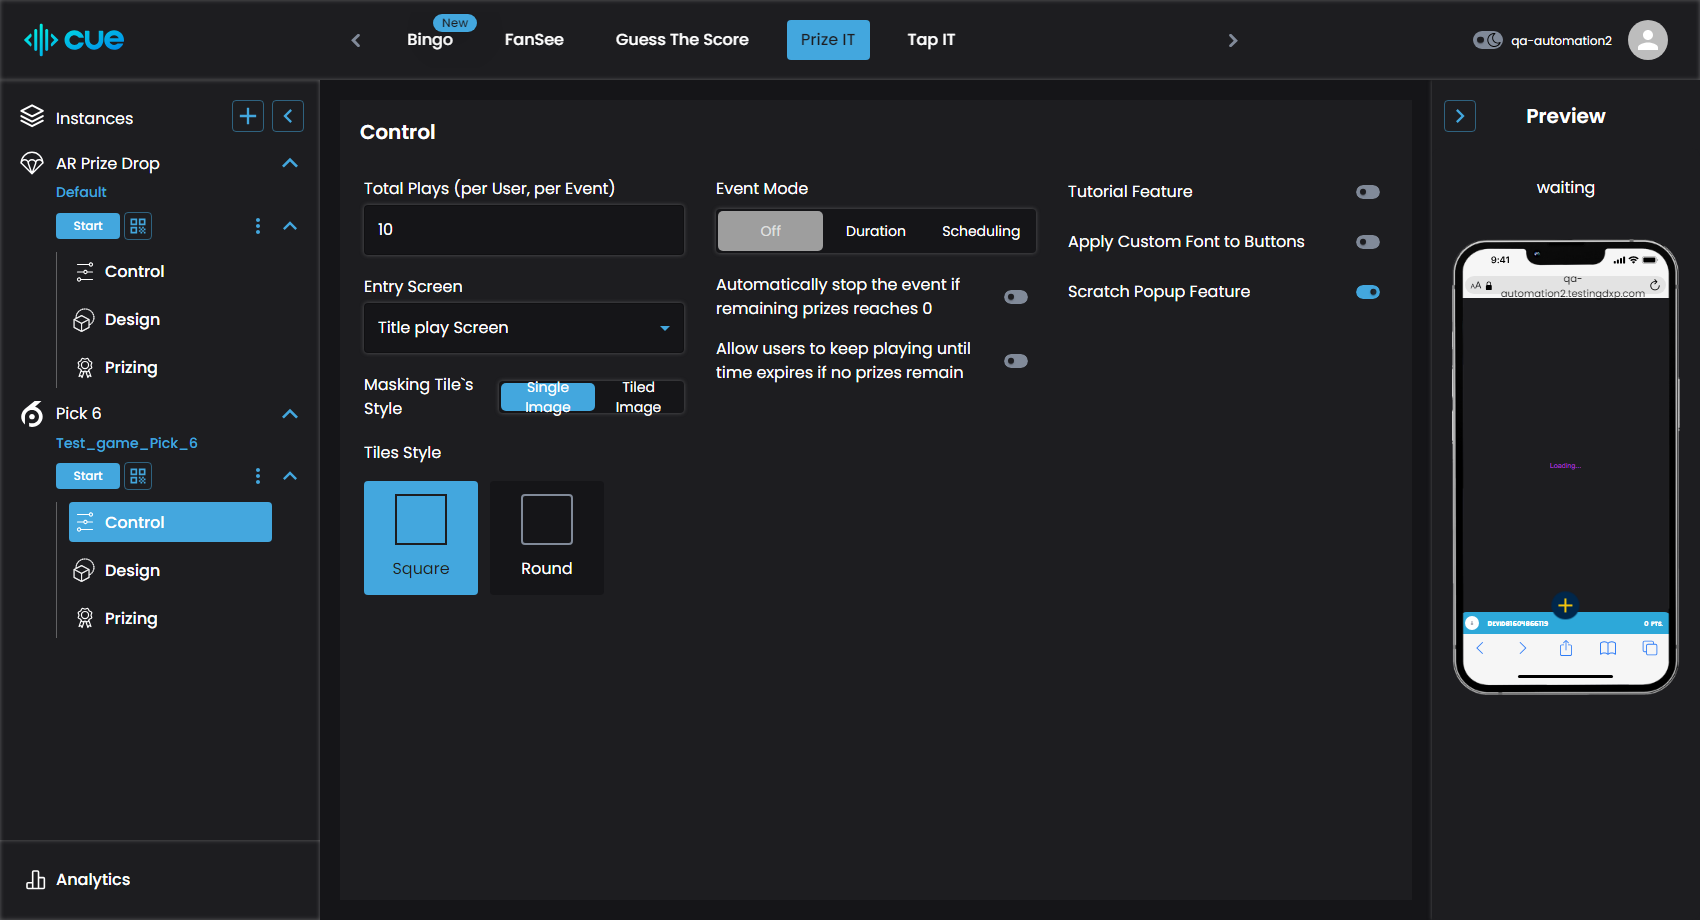 cue
New
Bingo
FanSee
Guess The Score
Prize IT
Tap IT
qa-automation2
Instances
AR Prize Drop
Default
Start
Control
Design
Prizing
Pick 6
Test_game_Pick_6
Start
Control
Design
Prizing
Analytics
Control
Total Plays (per User, per Event)
10
Entry Screen
Title play Screen
Masking Tile`s
Style
Single
Image
Tiled
Image
Tiles Style
Square
Round
Event Mode
Off
Duration
Scheduling
Automatically stop the event if
remaining prizes reaches 0
Allow users to keep playing until
time expires if no prizes remain
Tutorial Feature
Apply Custom Font to Buttons
Scratch Popup Feature
Preview
waiting
9:41
AA
qa-
automation2.testingdxp.com
Loading...
0 PTS.